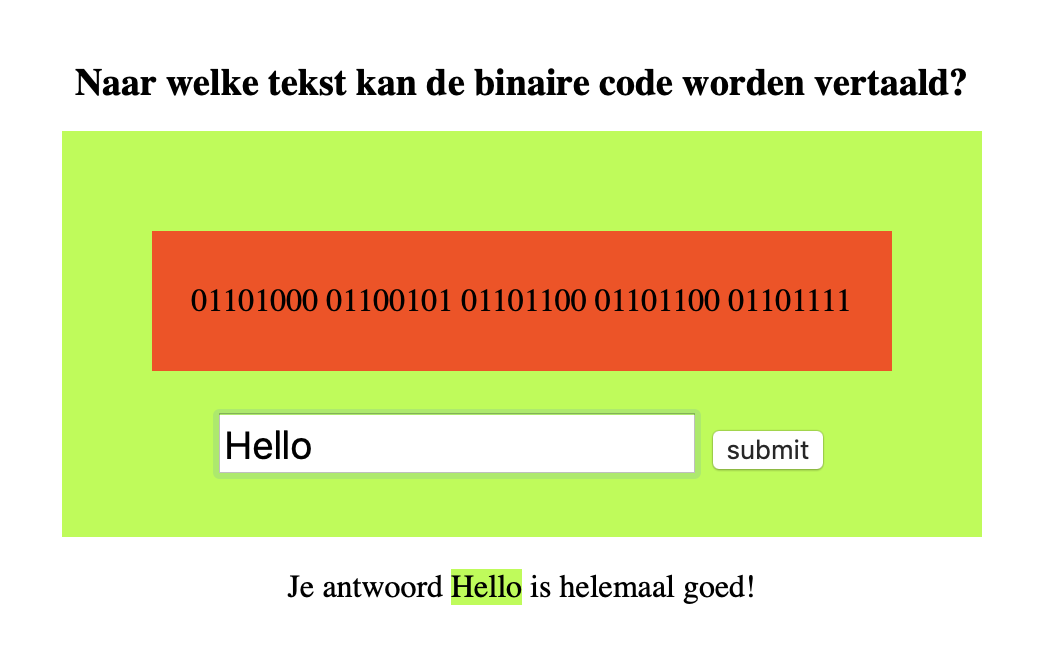 Naar welke tekst kan de binaire code worden vertaald?
01101000 01100101 01101100 01101100 01101111
Hello submit
Je antwoord Hello is helemaal goed!